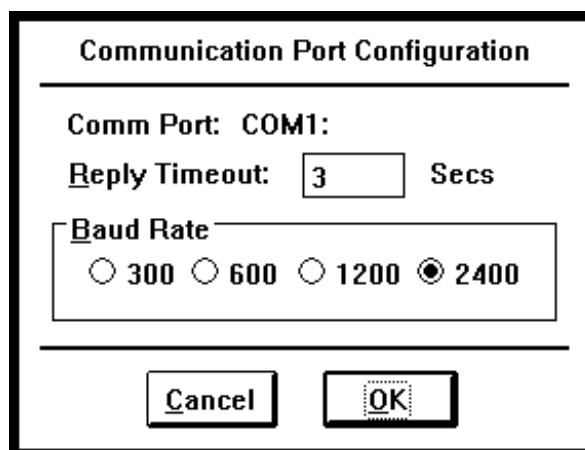 Communication Port Configuration
Comm Port: COM1:
Reply Timeout: 3 Secs
Baud Rate
300 600 1200 2400
Cancel OK